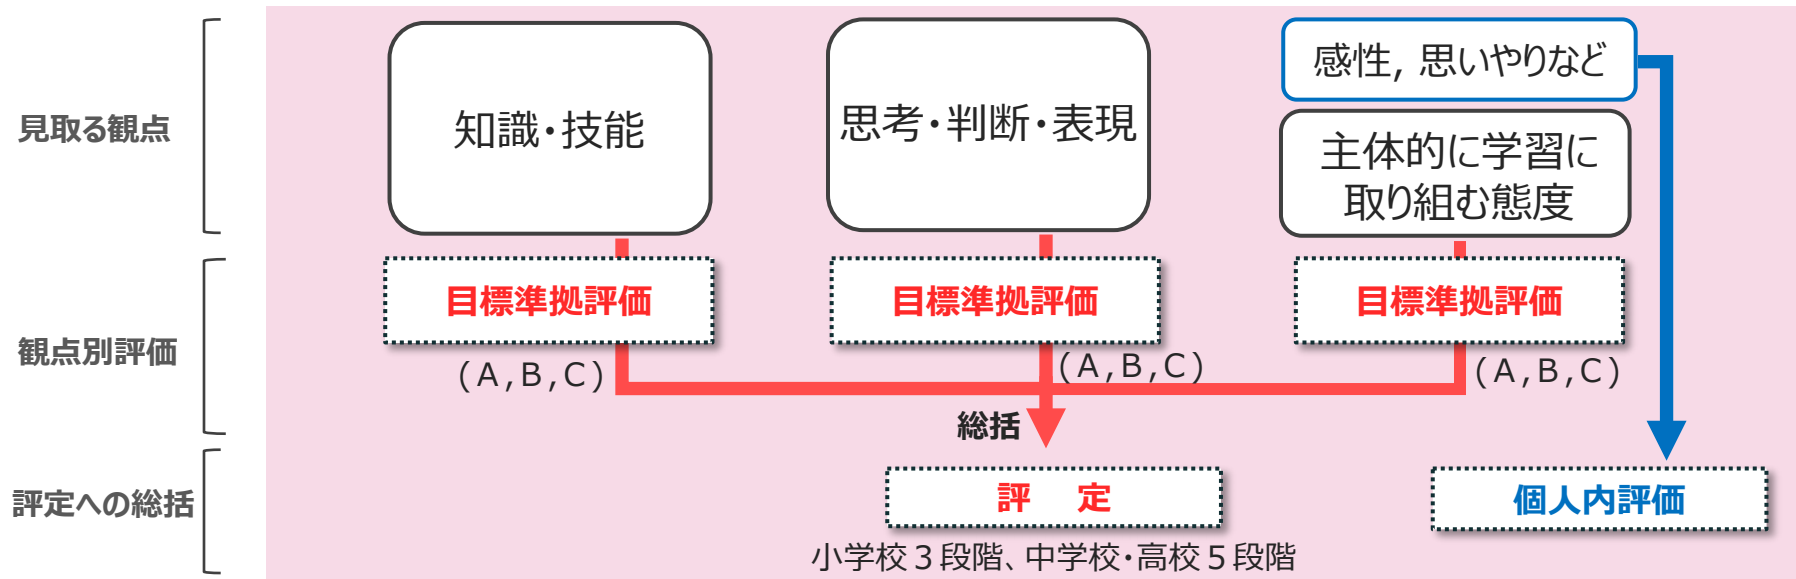 見取る観点
知識・技能
思考・判断・表現
感性, 思いやりなど
主体的に学習に
取り組む態度
観点別評価
目標準拠評価
目標準拠評価
目標準拠評価
(A,B,C)
(A,B,C)
(A,B,C)
総括
評定への総括
評 定
個人内評価
小学校3段階、中学校・高校5段階